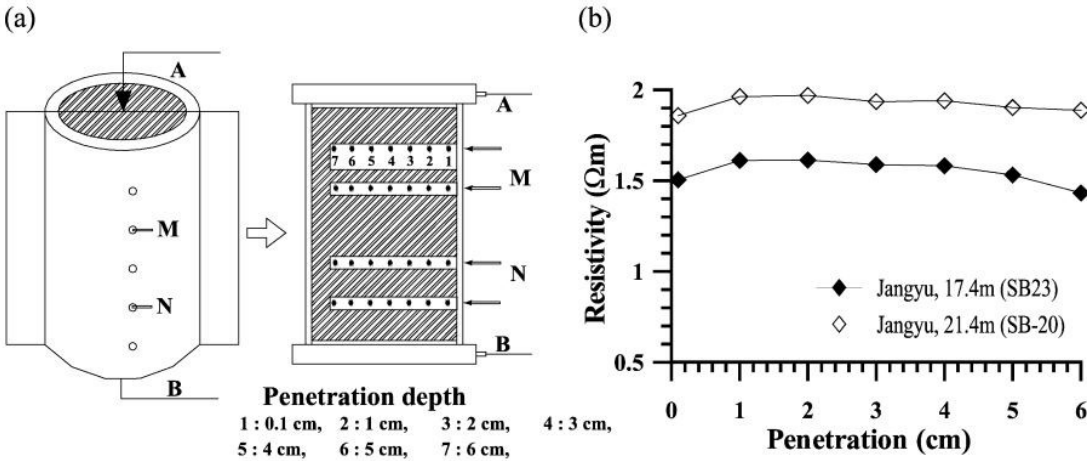 (a)
A
M
N
B
A
7 6 5 4 3 2 1
M
N
B
Penetration depth
1 : 0.1 cm, 2 : 1 cm, 3 : 2 cm, 4 : 3 cm,
5 : 4 cm, 6 : 5 cm, 7 : 6 cm,
(b)
Resistivity (Ωm)
2
1.5
1
0.5
Jangyu, 17.4m (SB23)
Jangyu, 21.4m (SB-20)
0 1 2 3 4 5 6
Penetration (cm)